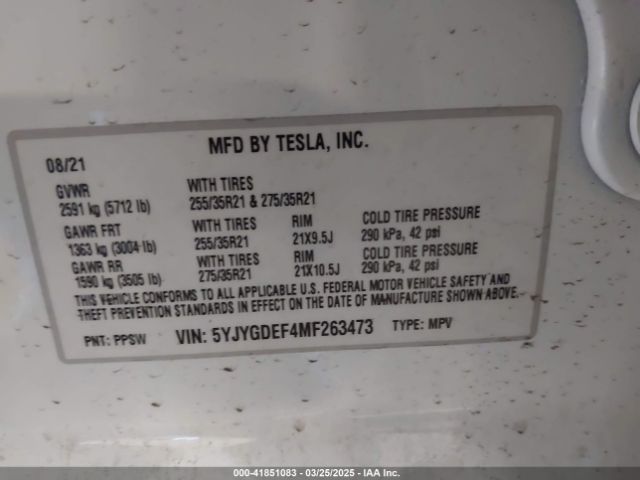 MFD BY TESLA, INC.
08/21
GVWR WITH TIRES
2591 kg (5712 lb) 255/35R21 & 275/35R21
GAWR FRT WITH TIRES RIM COLD TIRE PRESSURE
1363 kg (3004 lb) 255/35R21 21X9.5J 290 kPa, 42 psi
GAWR RR WITH TIRES RIM COLD TIRE PRESSURE
1590 kg (3505 lb) 275/35R21 21X10.5J 290 kPa, 42 psi
THIS VEHICLE CONFORMS TO ALL APPLICABLE U.S. FEDERAL MOTOR VEHICLE SAFETY AND
THEFT PREVENTION STANDARDS IN EFFECT ON THE DATE OF MANUFACTURE SHOWN ABOVE.
PNT: PPSW VIN: 5YJYGDEF4MF263473 TYPE: MPV
000-41851083 - 03/25/2025 - IAA Inc.